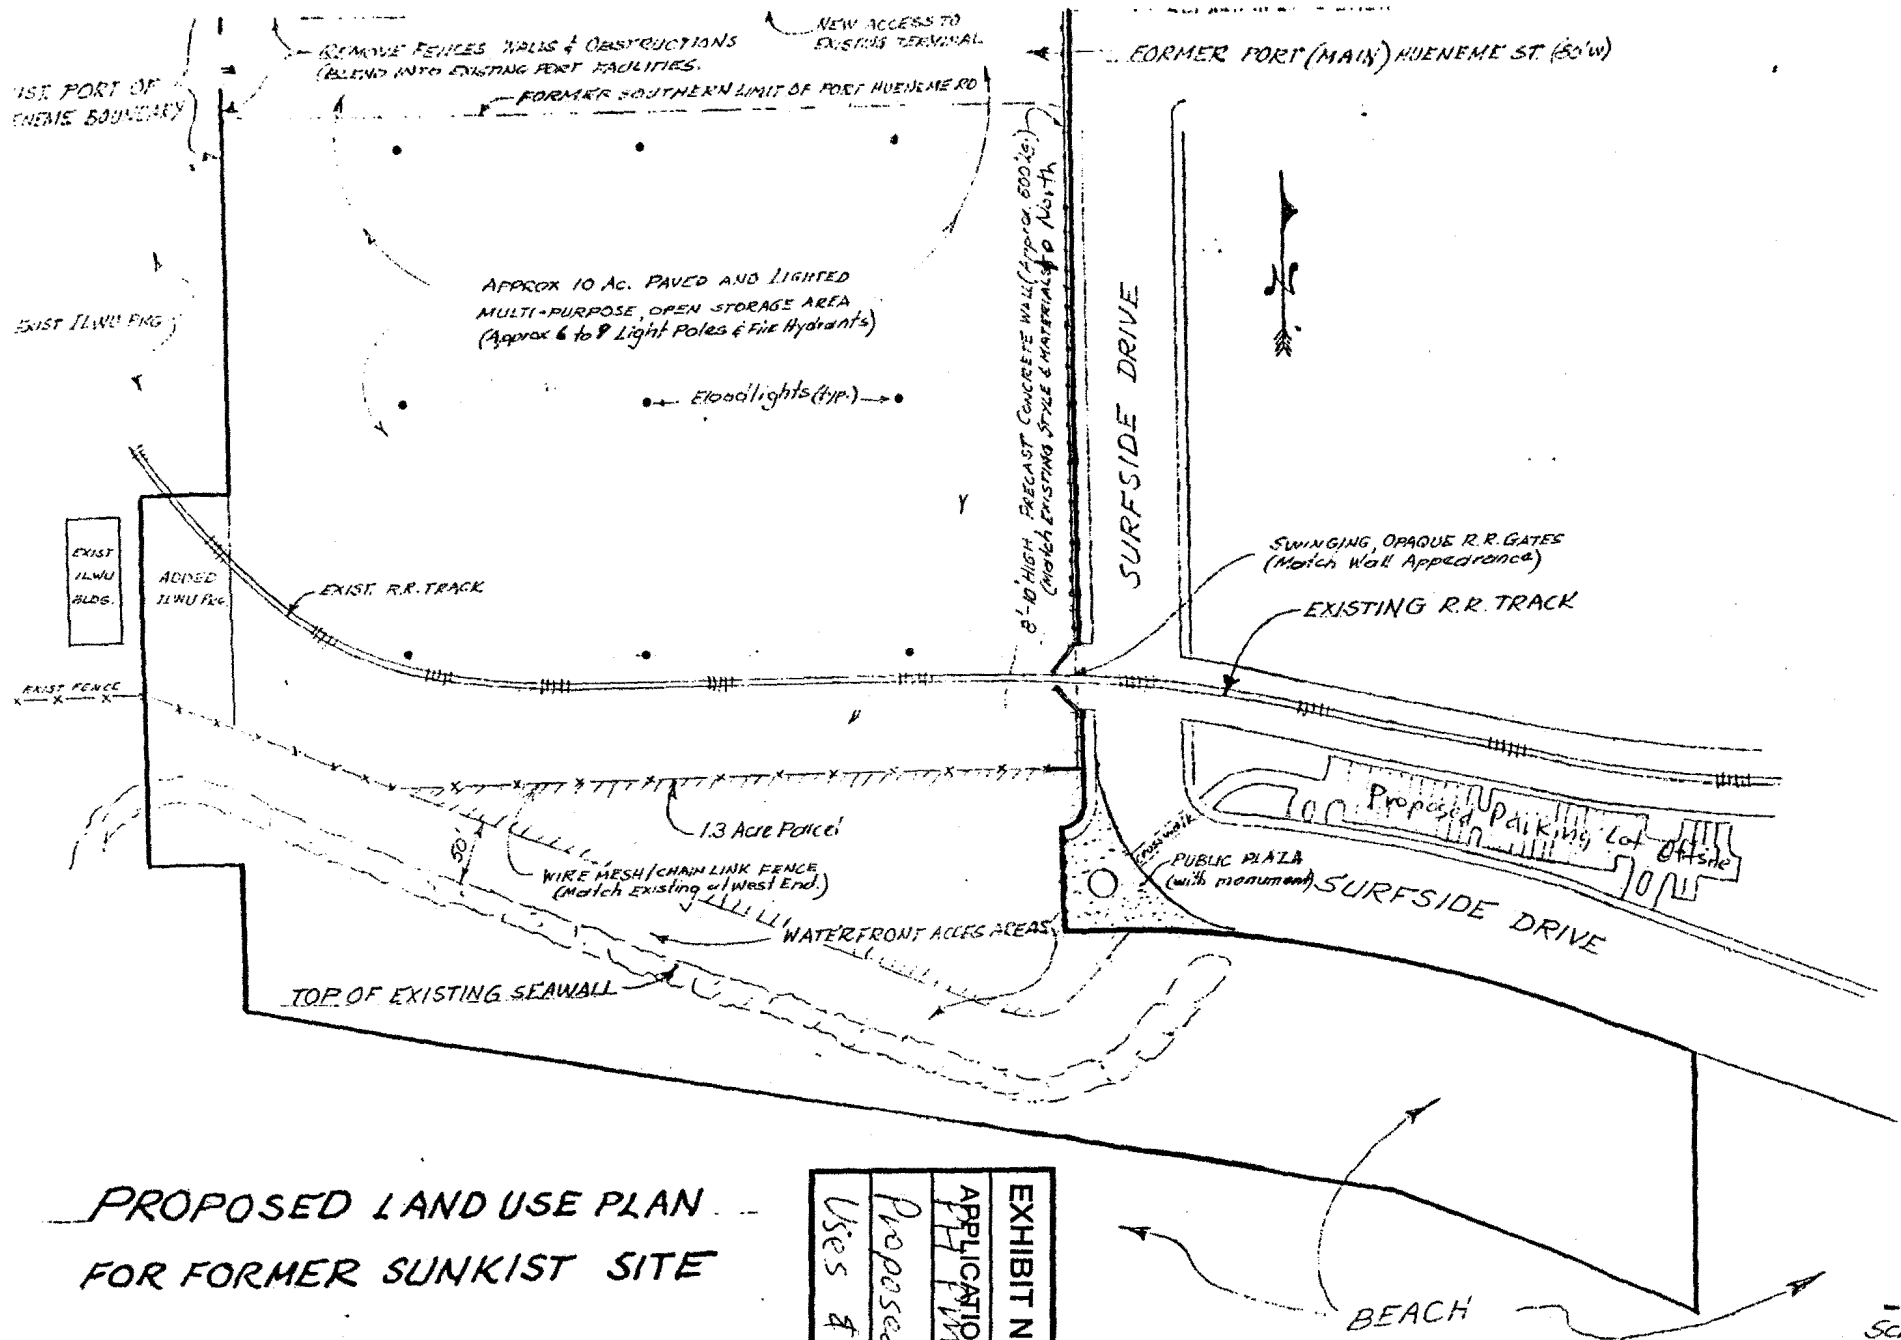 NEW ACCESS TO
EXISTING TERMINAL
REMOVE FENCES WALLS & OBSTRUCTIONS
(BLEND INTO EXISTING PORT FACILITIES.
FORMER PORT (MAIN) HUENEME ST. (80'W)
PORT OF
BOUNDARY
FORMER SOUTHERN LIMIT OF PORT HUENEME RD
8'-10' HIGH, PRECAST CONCRETE WALL (Approx. 600' lg.)
(Match EXISTING STYLE & MATERIALS to North
APPROX 10 AC. PAVED AND LIGHTED
MULTI-PURPOSE, OPEN STORAGE AREA
(Approx 6 to 9 Light Poles & Fire Hydrants)
EXIST ILWU PKG
N
SURFSIDE DRIVE
Floodlights (typ.)
EXIST
ILWU
BLDG.
ADDED
ILWU PKG.
EXIST. R.R. TRACK
SWINGING, OPAQUE R.R. GATES
(Match Wall Appearance)
EXISTING R.R. TRACK
EXIST FENCE
Proposed Parking Lot Offsite
1.3 Acre Parcel
50'
WIRE MESH/CHAIN LINK FENCE
(Match Existing at West End.)
crosswalk
PUBLIC PLAZA
(with monument)
SURFSIDE DRIVE
WATERFRONT ACCES AREAS
TOP OF EXISTING SEAWALL
PROPOSED LAND USE PLAN
FOR FORMER SUNKIST SITE
EXHIBIT N
APPLICATIO
Proposed
Uses &
BEACH